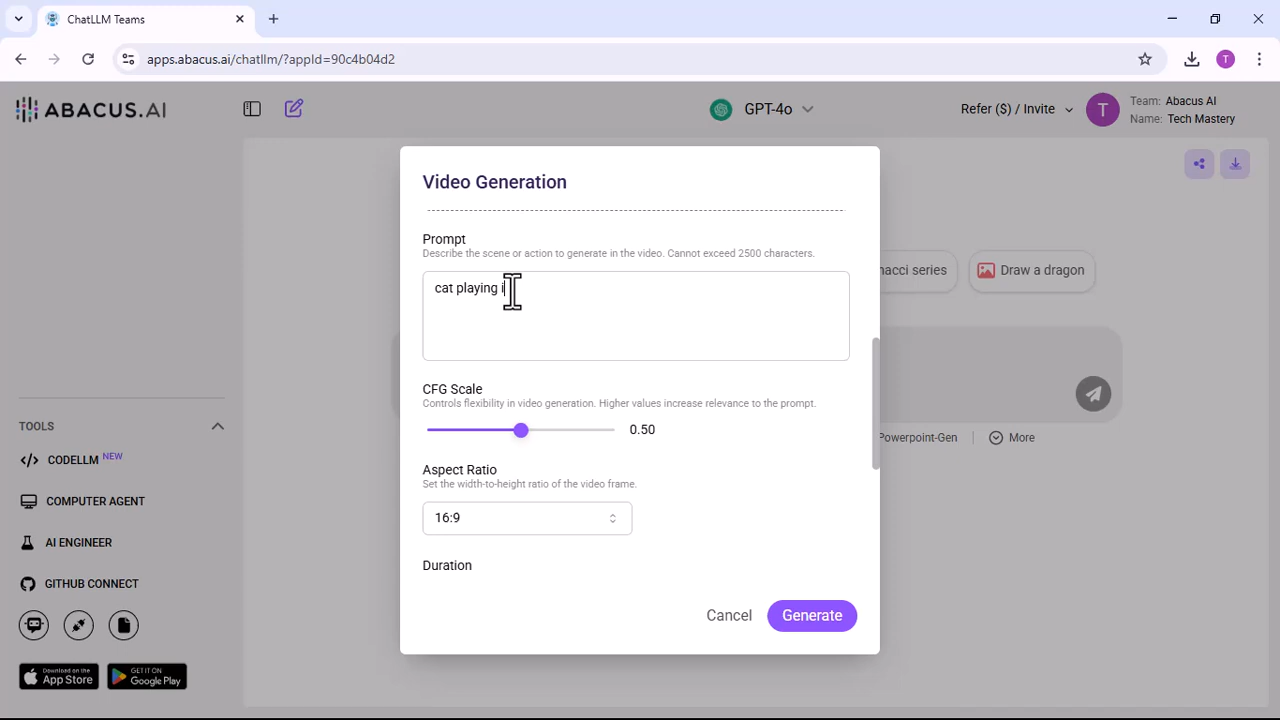 ChatLLM Teams
apps.abacus.ai/chatllm/?appId=90c4b04d2
T
ABACUS.AI
GPT-4o
Refer ($) / Invite
T
Team: Abacus AI
Name: Tech Mastery
Video Generation
Prompt
Describe the scene or action to generate in the video. Cannot exceed 2500 characters.
cat playing i
nacci series
Draw a dragon
CFG Scale
Controls flexibility in video generation. Higher values increase relevance to the prompt.
0.50
Powerpoint-Gen
More
Aspect Ratio
Set the width-to-height ratio of the video frame.
16:9
Duration
Cancel
Generate
TOOLS
CODELLM NEW
COMPUTER AGENT
AI ENGINEER
GITHUB CONNECT
Download on the
App Store
GET IT ON
Google Play